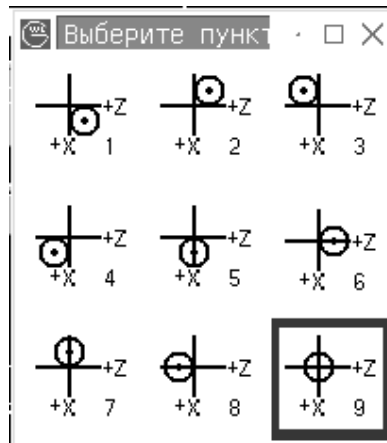 Выберите пункт
+Z +Z +Z
+X 1 +X 2 +X 3
+Z +Z +Z
+X 4 +X 5 +X 6
+Z +Z +Z
+X 7 +X 8 +X 9